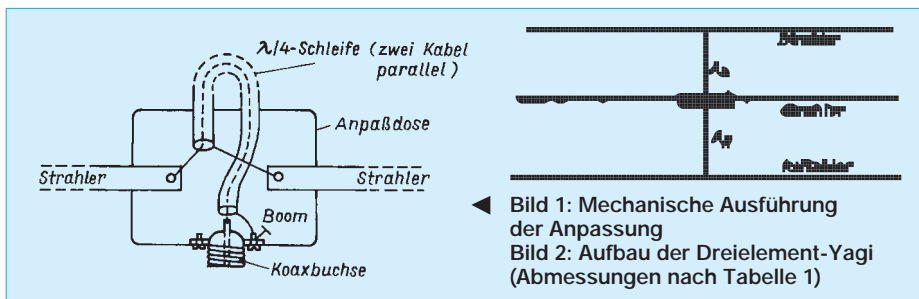 λ/4-Schleife (zwei Kabel
parallel)
Anpaßdose
Strahler
Strahler
Boom
Koaxbuchse
◄ Bild 1: Mechanische Ausführung
der Anpassung
Bild 2: Aufbau der Dreielement-Yagi
(Abmessungen nach Tabelle 1)